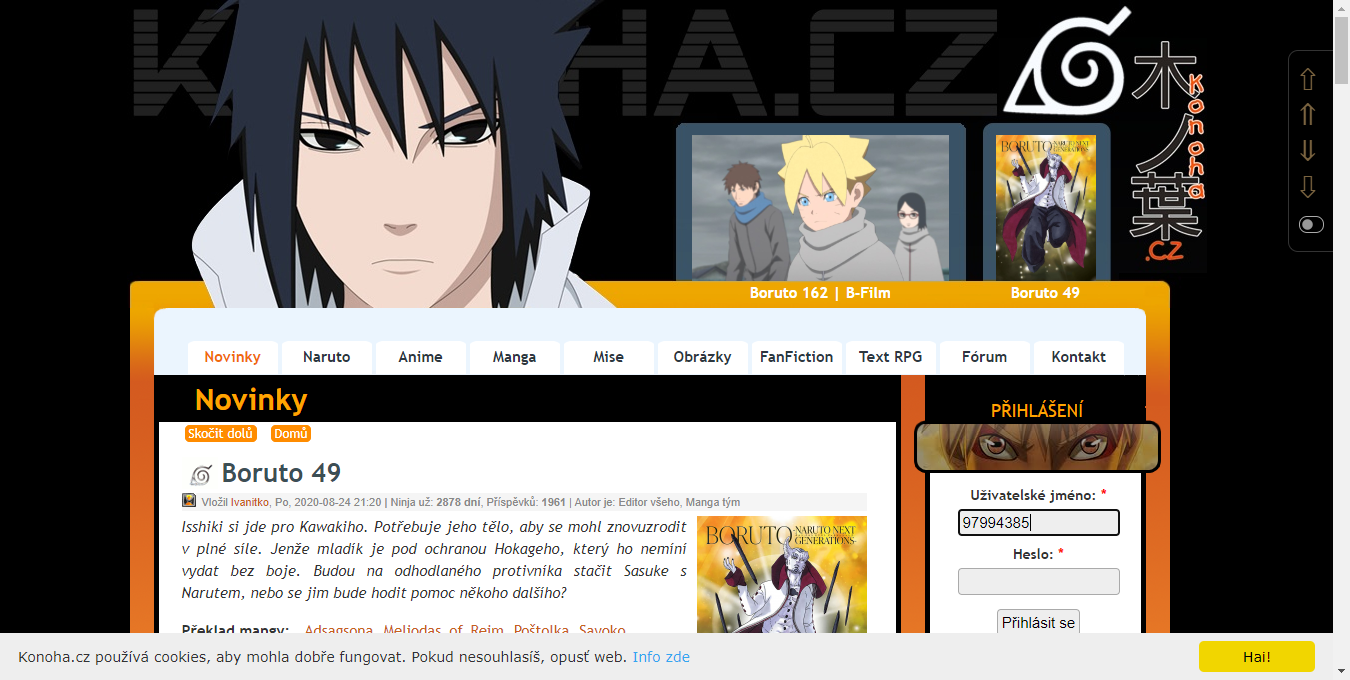 KONOHA.CZ
木ノ葉
Konoha
.CZ
BORUTO NARUTO NEXT GENERATIONS
Boruto 162 | B-Film
Boruto 49
Novinky
Naruto
Anime
Manga
Mise
Obrázky
FanFiction
Text RPG
Fórum
Kontakt
Novinky
Skočit dolů
Domů
Boruto 49
Vložil Ivanitko, Po, 2020-08-24 21:20 | Ninja už: 2878 dní, Příspěvků: 1961 | Autor je: Editor všeho, Manga tým
Isshiki si jde pro Kawakiho. Potřebuje jeho tělo, aby se mohl znovuzrodit
v plné síle. Jenže mladík je pod ochranou Hokageho, který ho nemíní
vydat bez boje. Budou na odhodlaného protivníka stačit Sasuke s
Narutem, nebo se jim bude hodit pomoc někoho dalšího?
BORUTO -NARUTO NEXT GENERATIONS-
Překlad mangy: Adsagsona, Meliodas_of_Reim, Poštolka, Sayoko
PŘIHLÁŠENÍ
Uživatelské jméno: *
97994385
Heslo: *
Přihlásit se
Konoha.cz používá cookies, aby mohla dobře fungovat. Pokud nesouhlasíš, opusť web. Info zde
Hai!